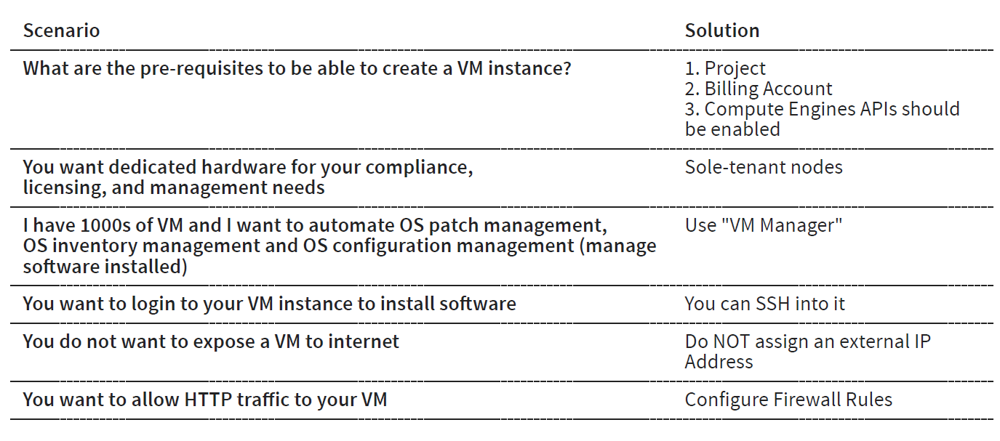 Scenario
Solution
What are the pre-requisites to be able to create a VM instance?
1. Project
2. Billing Account
3. Compute Engines APIs should
be enabled
You want dedicated hardware for your compliance,
licensing, and management needs
Sole-tenant nodes
I have 1000s of VM and I want to automate OS patch management,
OS inventory management and OS configuration management (manage
software installed)
Use "VM Manager"
You want to login to your VM instance to install software
You can SSH into it
You do not want to expose a VM to internet
Do NOT assign an external IP
Address
You want to allow HTTP traffic to your VM
Configure Firewall Rules